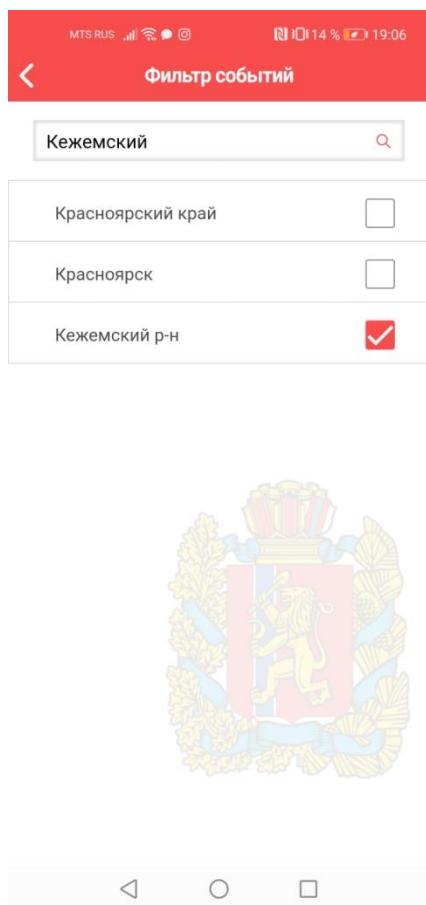 MTS RUS 14 % 19:06
Фильтр событий
Кежемский
Красноярский край
Красноярск
Кежемский р-н